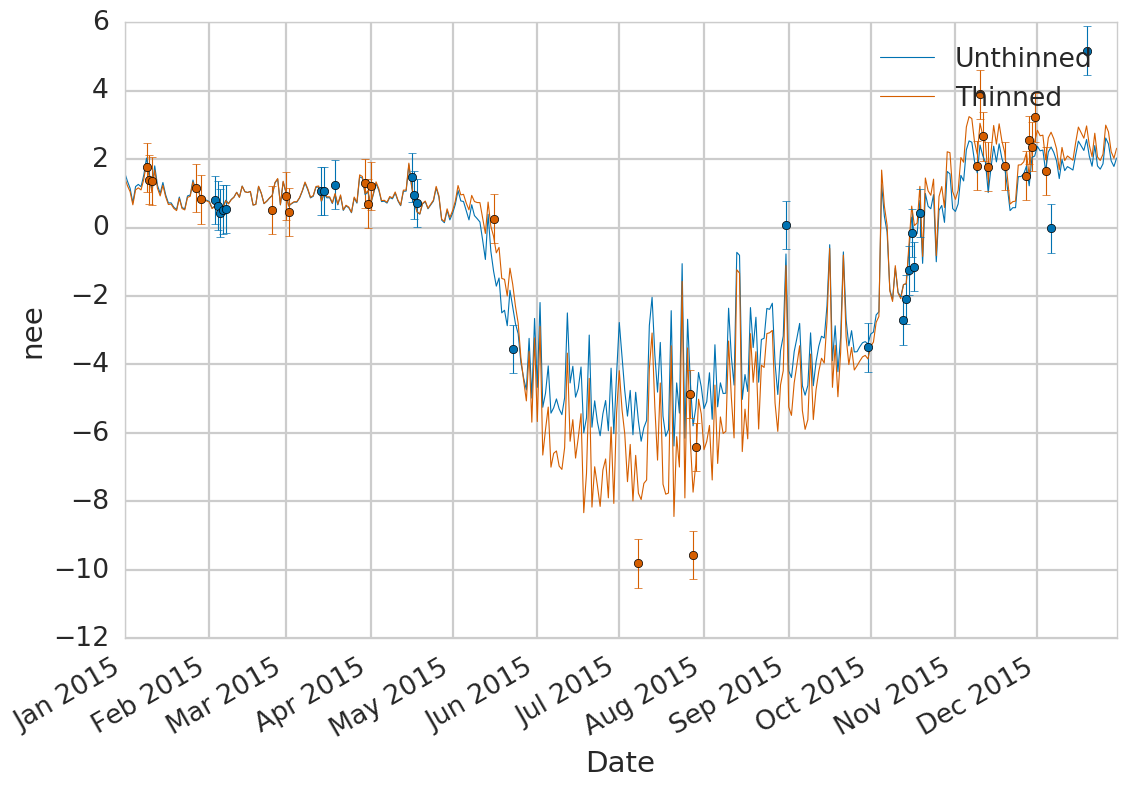 6
4
2
0
−2
−4
−6
−8
−10
−12
nee
Unthinned
Thinned
Jan 2015
Feb 2015
Mar 2015
Apr 2015
May 2015
Jun 2015
Jul 2015
Aug 2015
Sep 2015
Oct 2015
Nov 2015
Dec 2015
Date